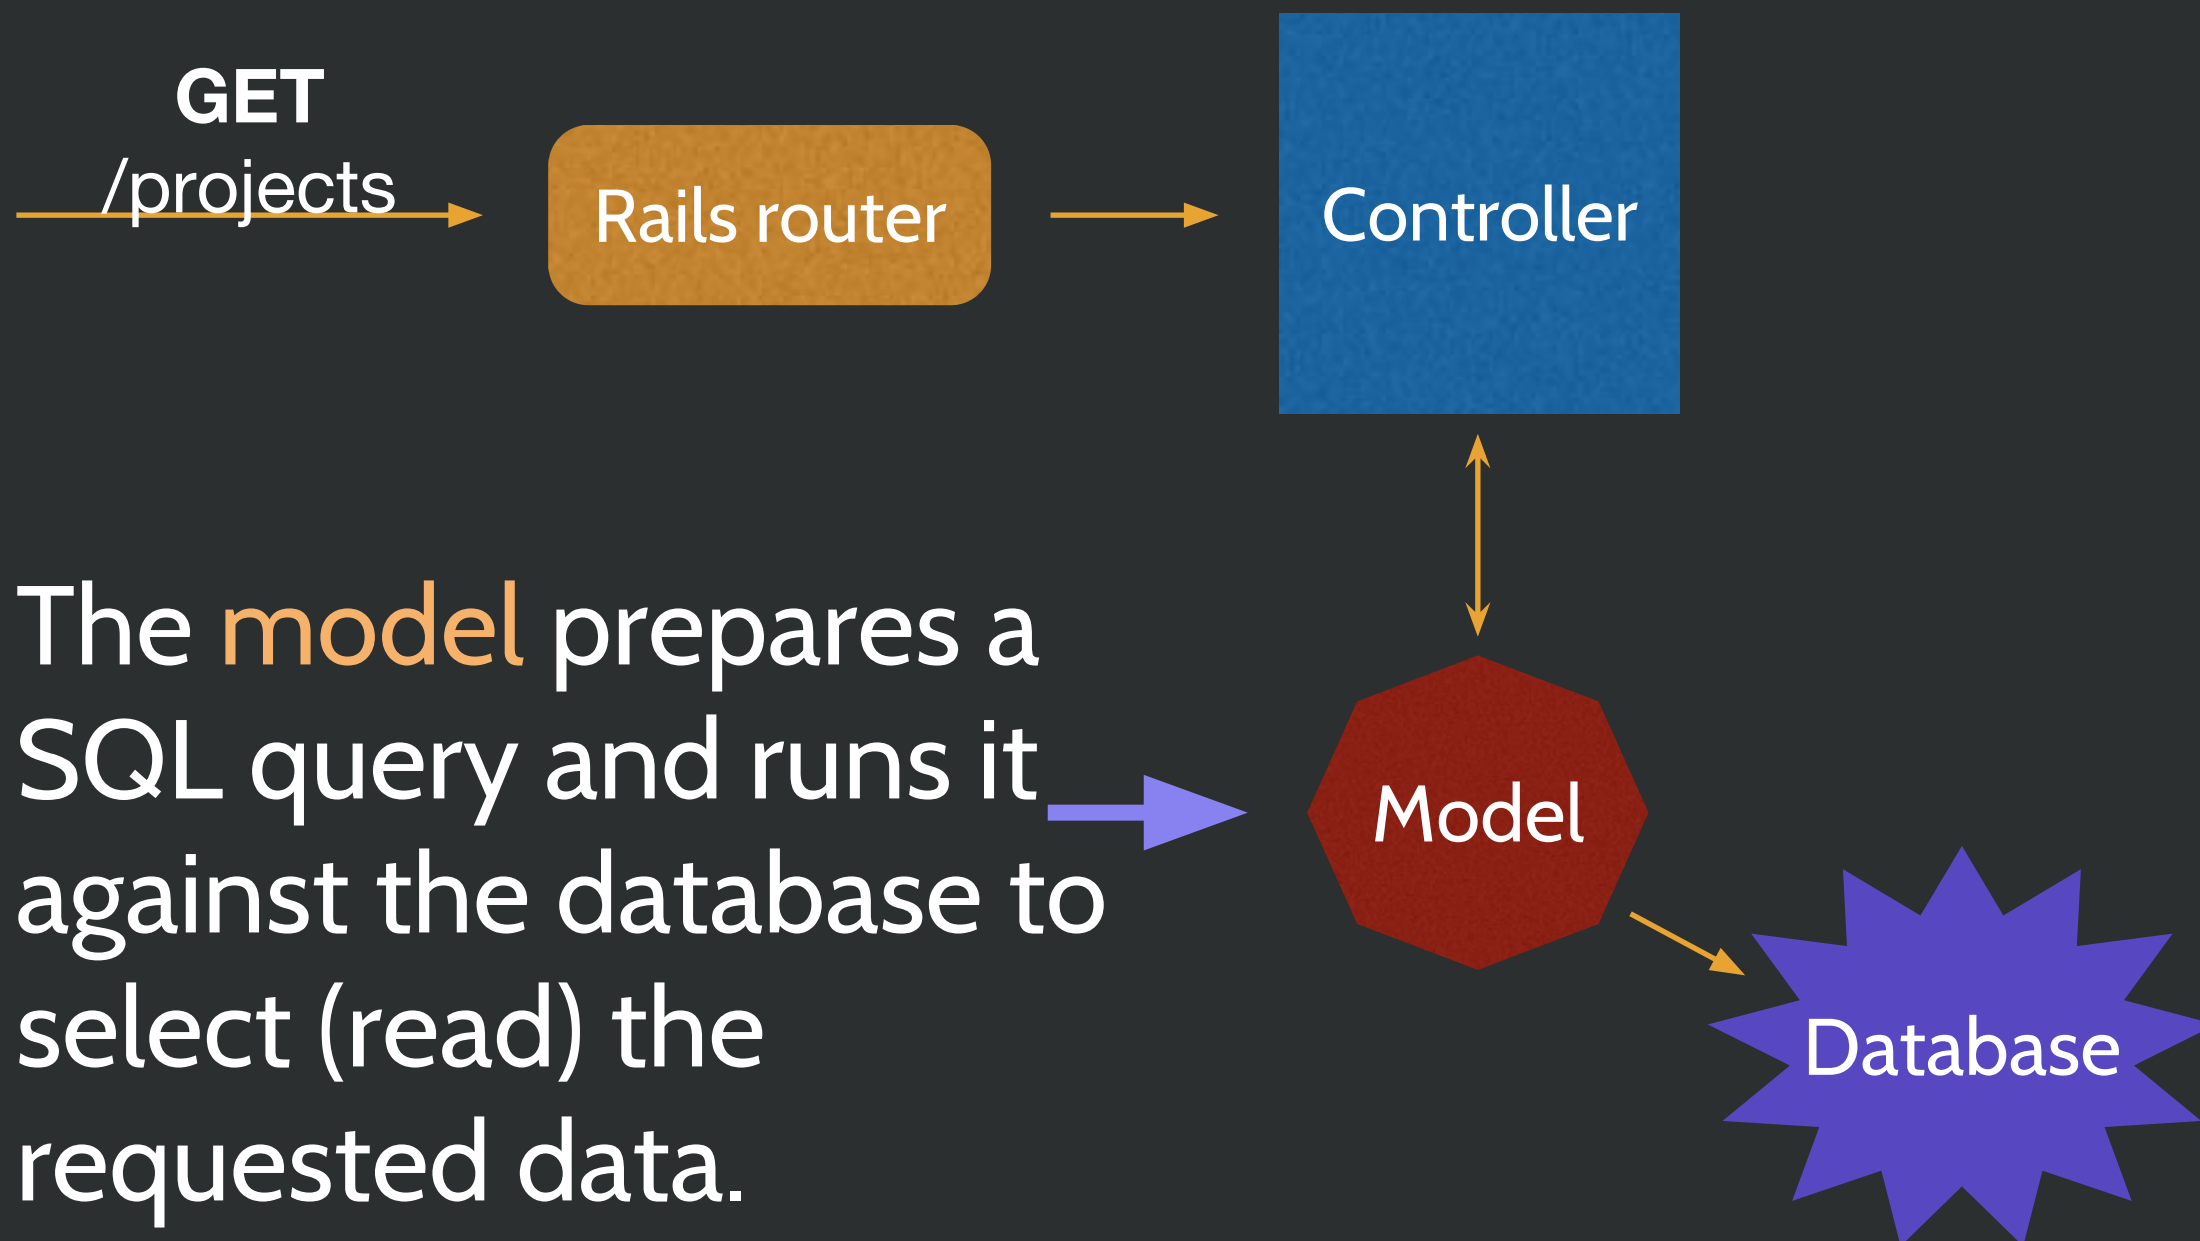 GET
/projects
Rails router
Controller
The model prepares a
SQL query and runs it
against the database to
select (read) the
requested data.
Model
Database